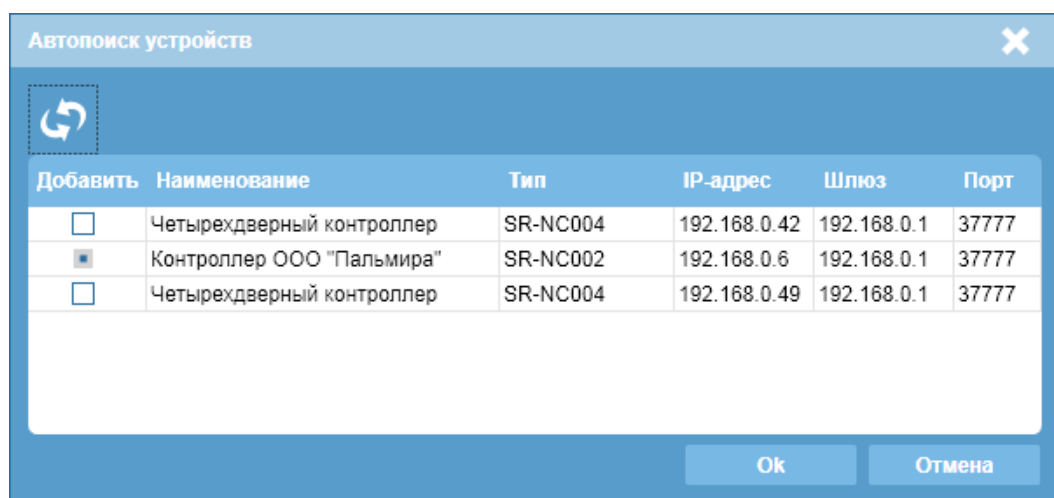 Автопоиск устройств
Добавить Наименование Тип IP-адрес Шлюз Порт
Четырехдверный контроллер SR-NC004 192.168.0.42 192.168.0.1 37777
Контроллер ООО "Пальмира" SR-NC002 192.168.0.6 192.168.0.1 37777
Четырехдверный контроллер SR-NC004 192.168.0.49 192.168.0.1 37777
Ok Отмена